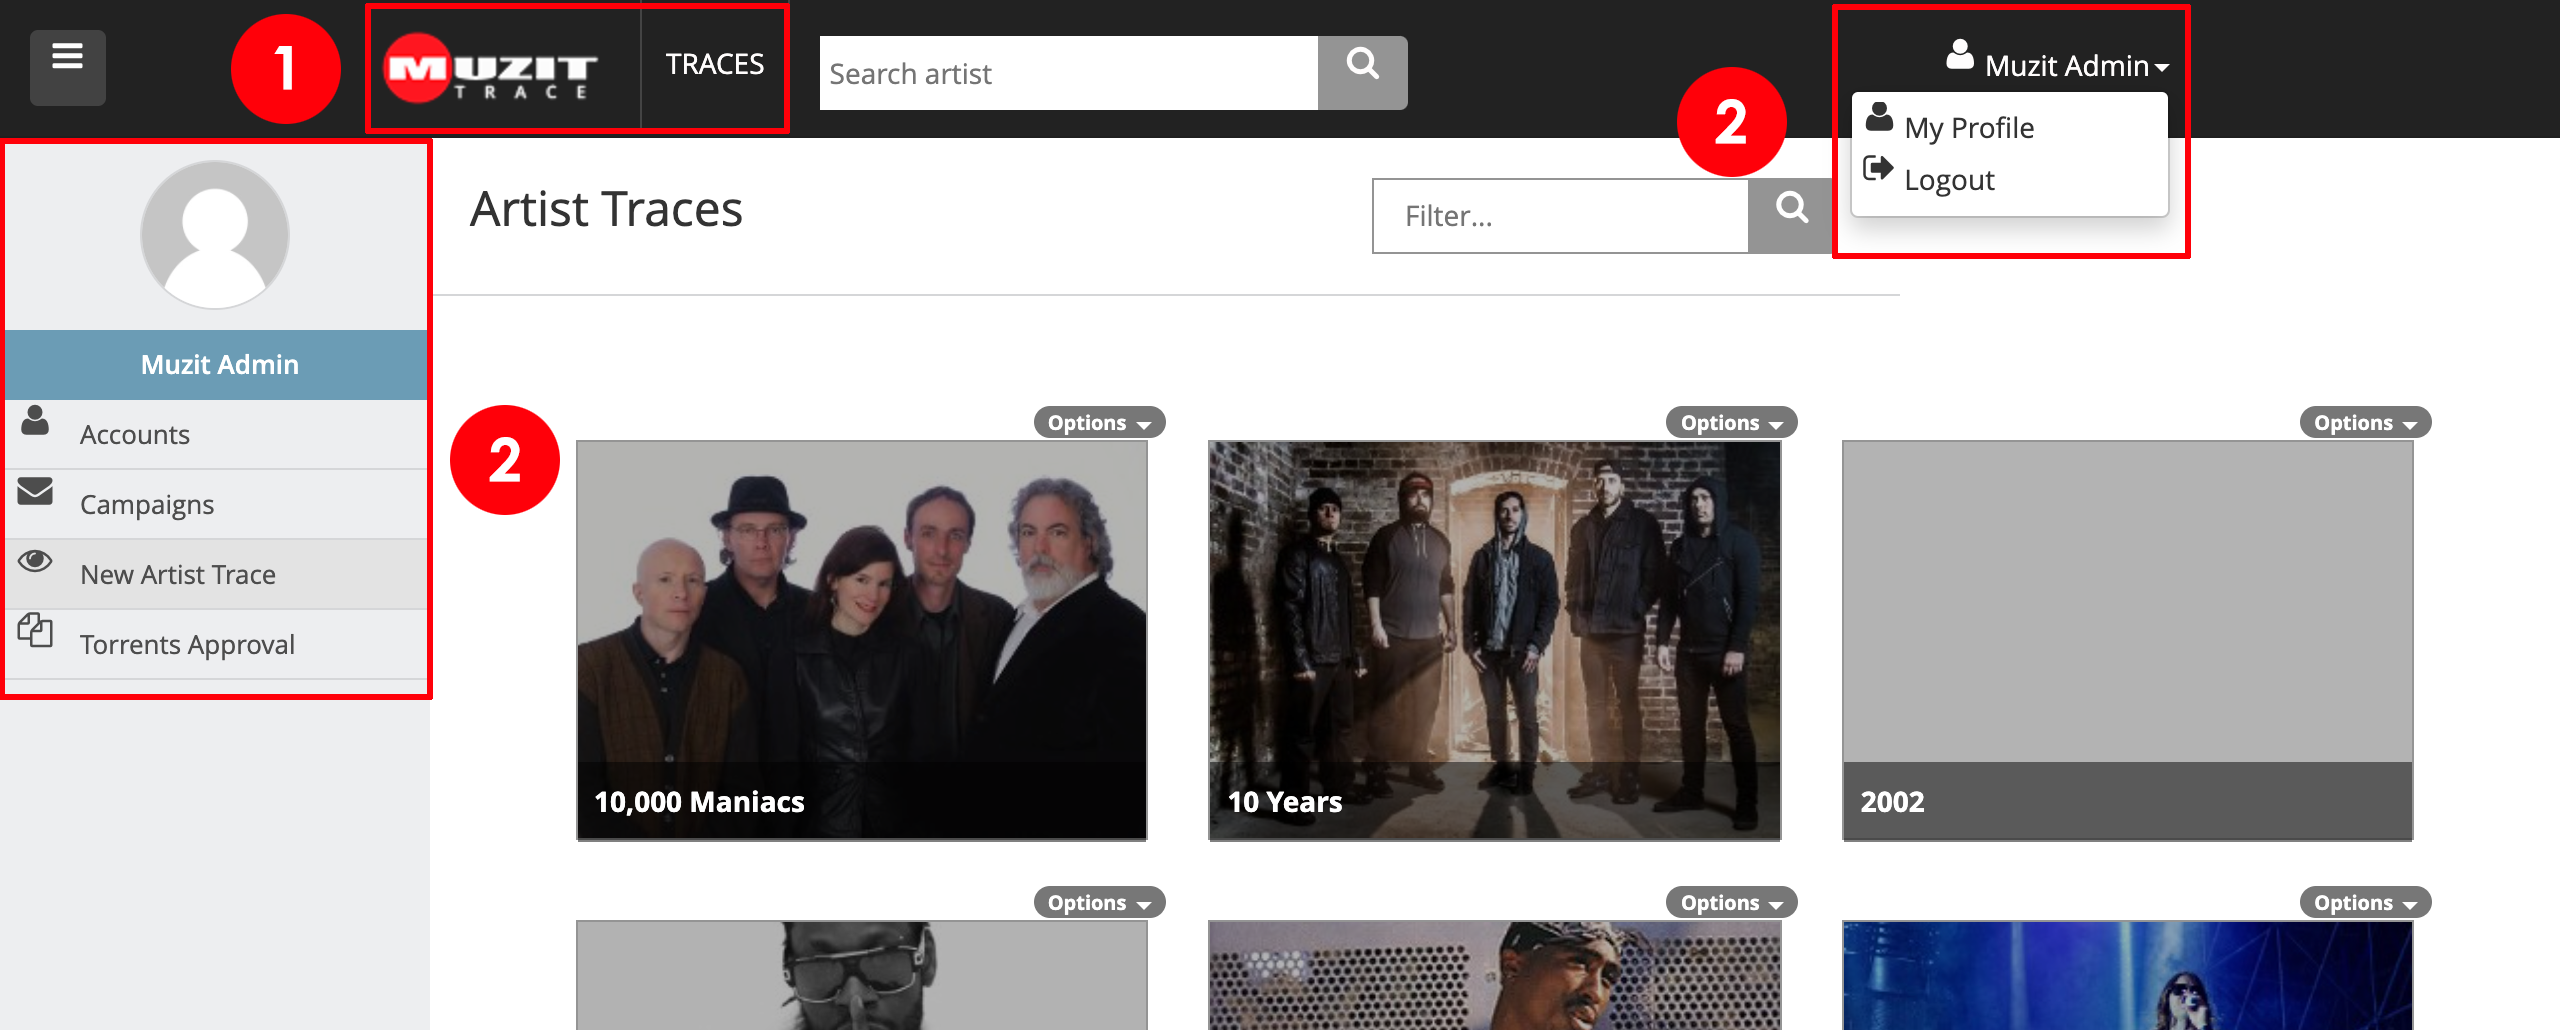 1
MUZIT
TRACE
TRACES
Search artist
Muzit Admin
2
My Profile
Logout
Artist Traces
Filter...
Muzit Admin
Accounts
Campaigns
New Artist Trace
Torrents Approval
2
Options
Options
Options
10,000 Maniacs
10 Years
2002
Options
Options
Options